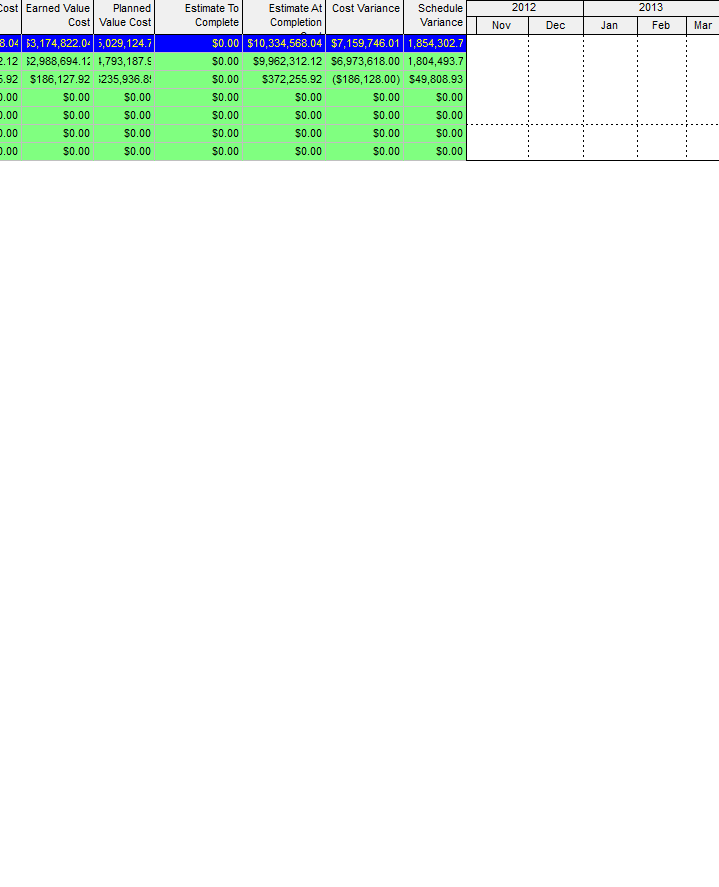 Cost Earned Value Cost Planned Value Cost Estimate To Complete Estimate At Completion Cost Variance Schedule Variance 2012 2013
Nov Dec Jan Feb Mar
8.04 $3,174,822.04 5,029,124.7 $0.00 $10,334,568.04 $7,159,746.01 1,854,302.7
2.12 $2,988,694.12 4,793,187.9 $0.00 $9,962,312.12 $6,973,618.00 1,804,493.7
5.92 $186,127.92 $235,936.85 $0.00 $372,255.92 ($186,128.00) $49,808.93
0.00 $0.00 $0.00 $0.00 $0.00 $0.00 $0.00
0.00 $0.00 $0.00 $0.00 $0.00 $0.00 $0.00
0.00 $0.00 $0.00 $0.00 $0.00 $0.00 $0.00
0.00 $0.00 $0.00 $0.00 $0.00 $0.00 $0.00